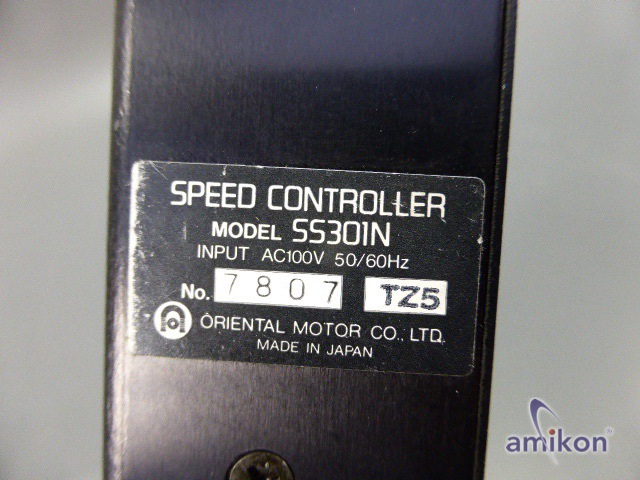 SPEED CONTROLLER
MODEL SS301N
INPUT AC100V 50/60Hz
No. 7807 TZ5
ORIENTAL MOTOR CO., LTD.
MADE IN JAPAN
amikon